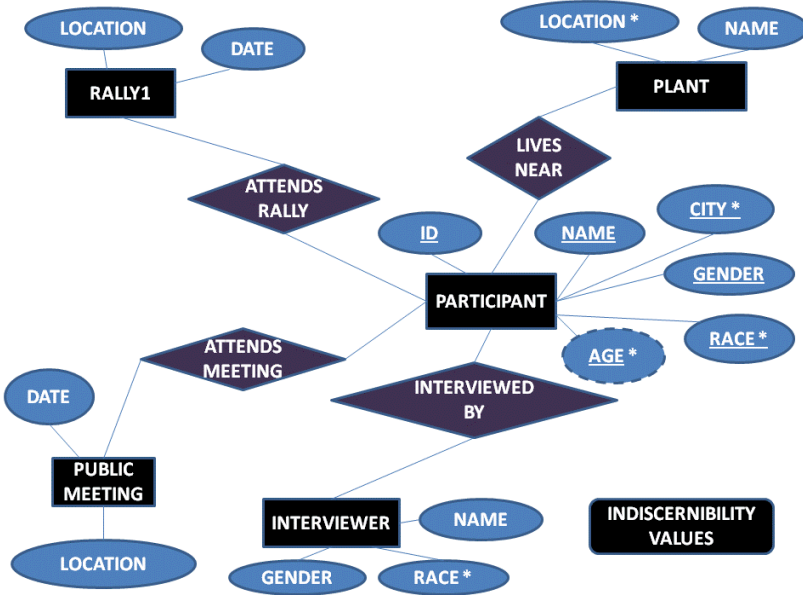 LOCATION
DATE
RALLY1
LOCATION *
NAME
PLANT
LIVES
NEAR
ATTENDS
RALLY
ID
NAME
CITY *
GENDER
RACE *
AGE *
PARTICIPANT
ATTENDS
MEETING
INTERVIEWED
BY
DATE
PUBLIC
MEETING
LOCATION
INTERVIEWER
NAME
GENDER
RACE *
INDISCERNIBILITY
VALUES